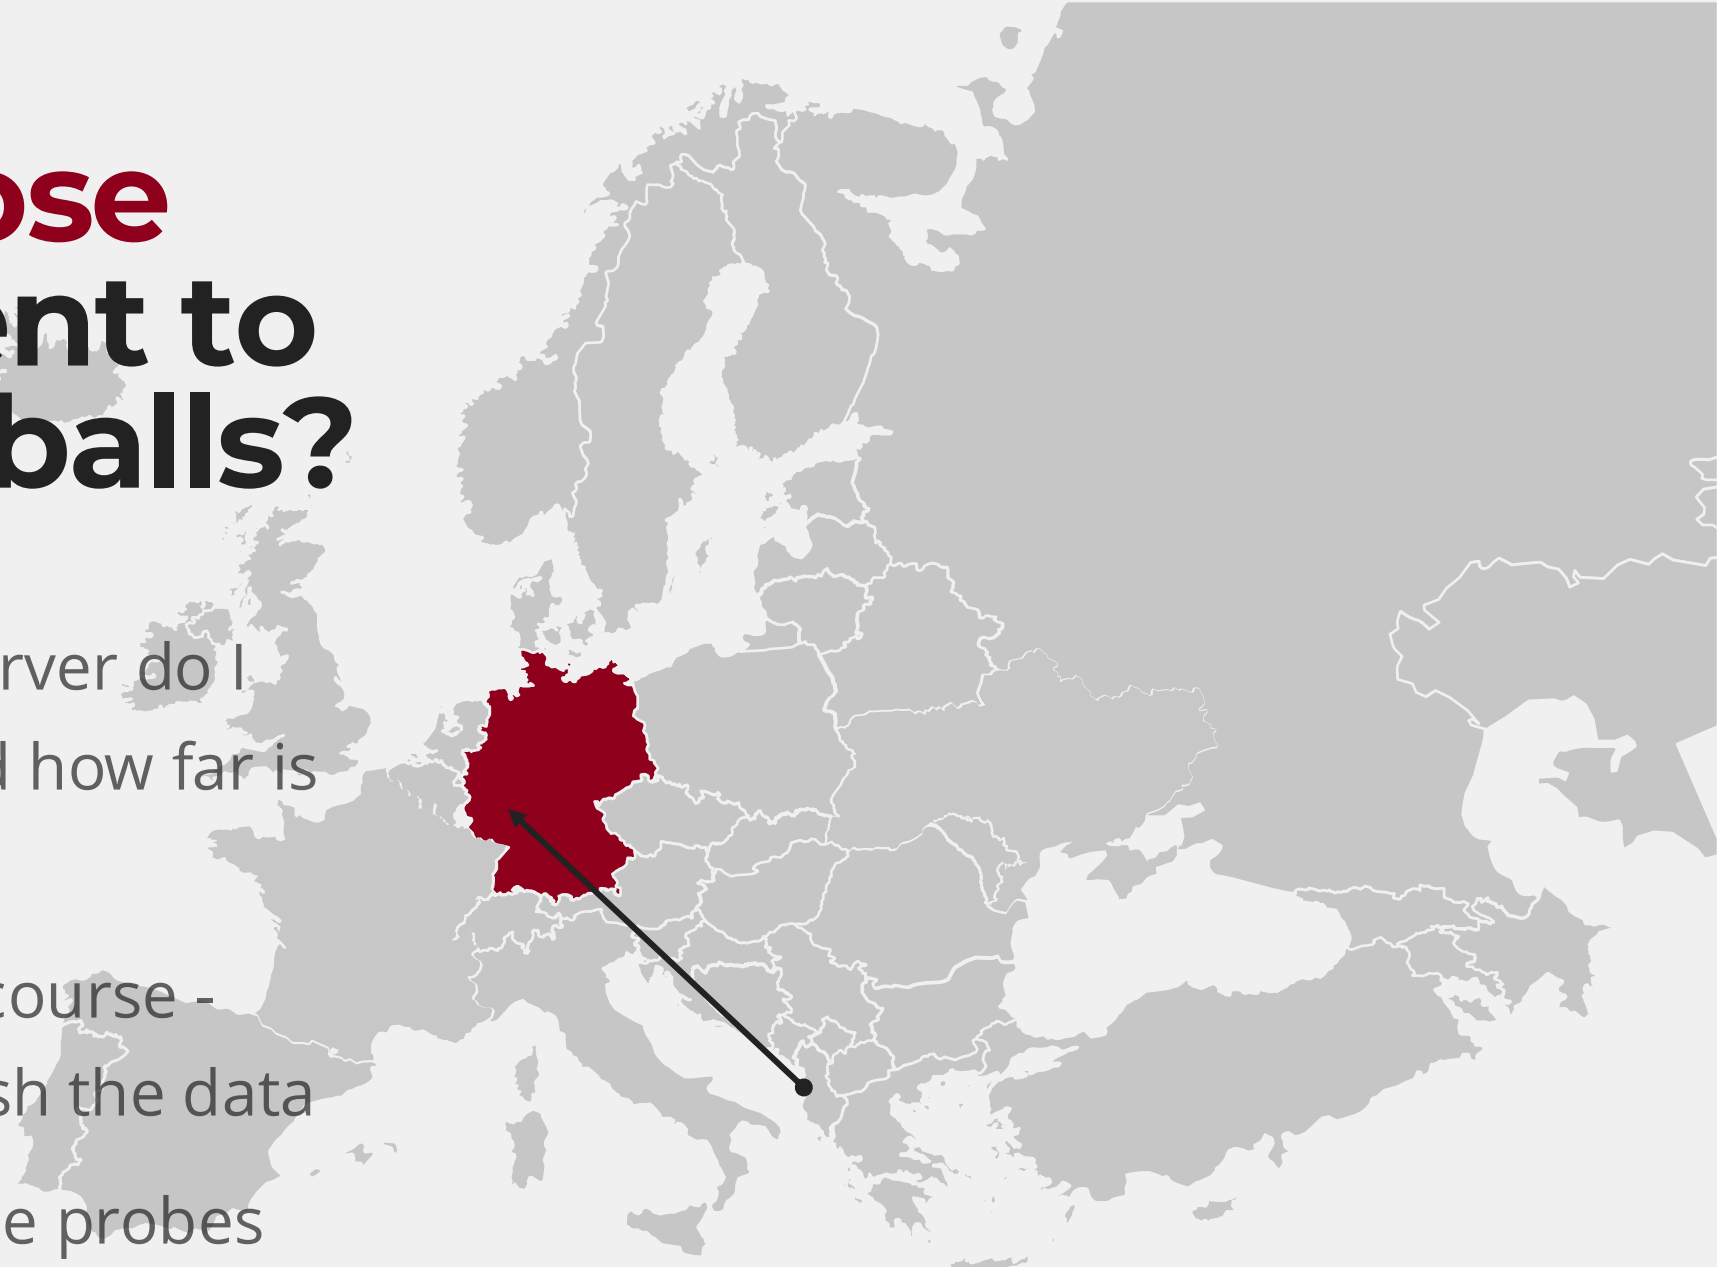 ose
ent to
balls?
rver do I
d how far is
course -
sh the data
e probes